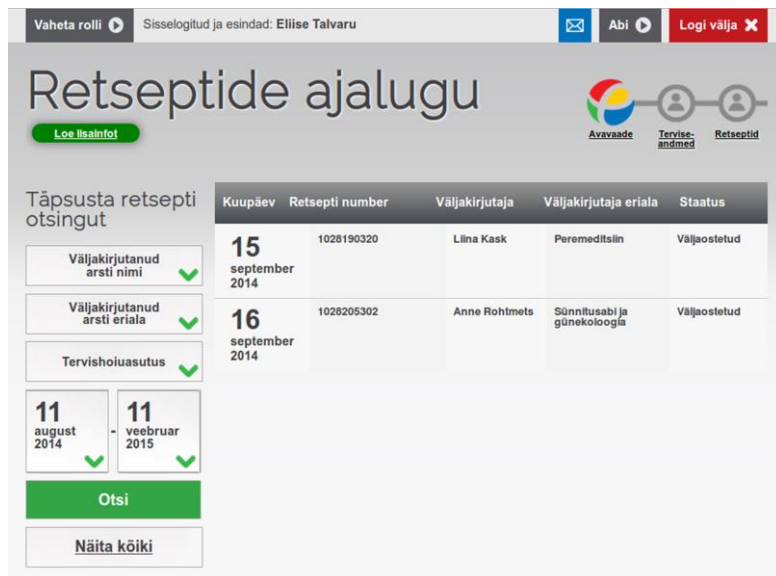 Vaheta rolli
Sisselogitud ja esindad: Eliise Talvaru
Abi
Logi välja
Retseptide ajalugu
Loe lisainfot
Avavaade
Tervise-
andmed
Retseptid
Täpsusta retsepti
otsingut
Väljakirjutanud
arsti nimi
Väljakirjutanud
arsti eriala
Tervishoiuasutus
11
august
2014
-
11
veebruar
2015
Otsi
Näita kõiki
Kuupäev Retsepti number Väljakirjutaja Väljakirjutaja eriala Staatus
15
september
2014
1028190320 Liina Kask Peremeditsiin Väljaostetud
16
september
2014
1028205302 Anne Rohtmets Sünnitusabi ja
günekoloogia
Väljaostetud